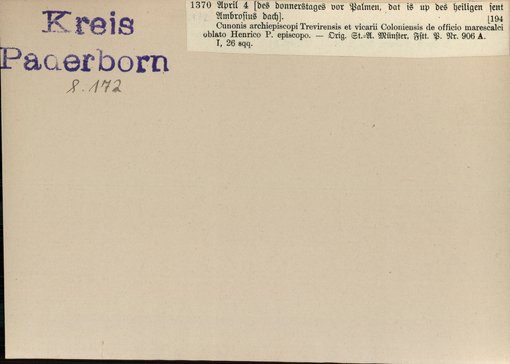 Kreis
Paderborn
S. 172
1370 April 4 [des donnerstages vor Palmen, dat is up des heiligen sent
Ambrosius dach]. [194
Cunonis archiepiscopi Trevirensis et vicarii Coloniensis de officio marescalci
oblato Henrico P. episcopo. — Orig. St.-A. Münster, Fstt. P. Nr. 906 A.
I, 26 sqq.